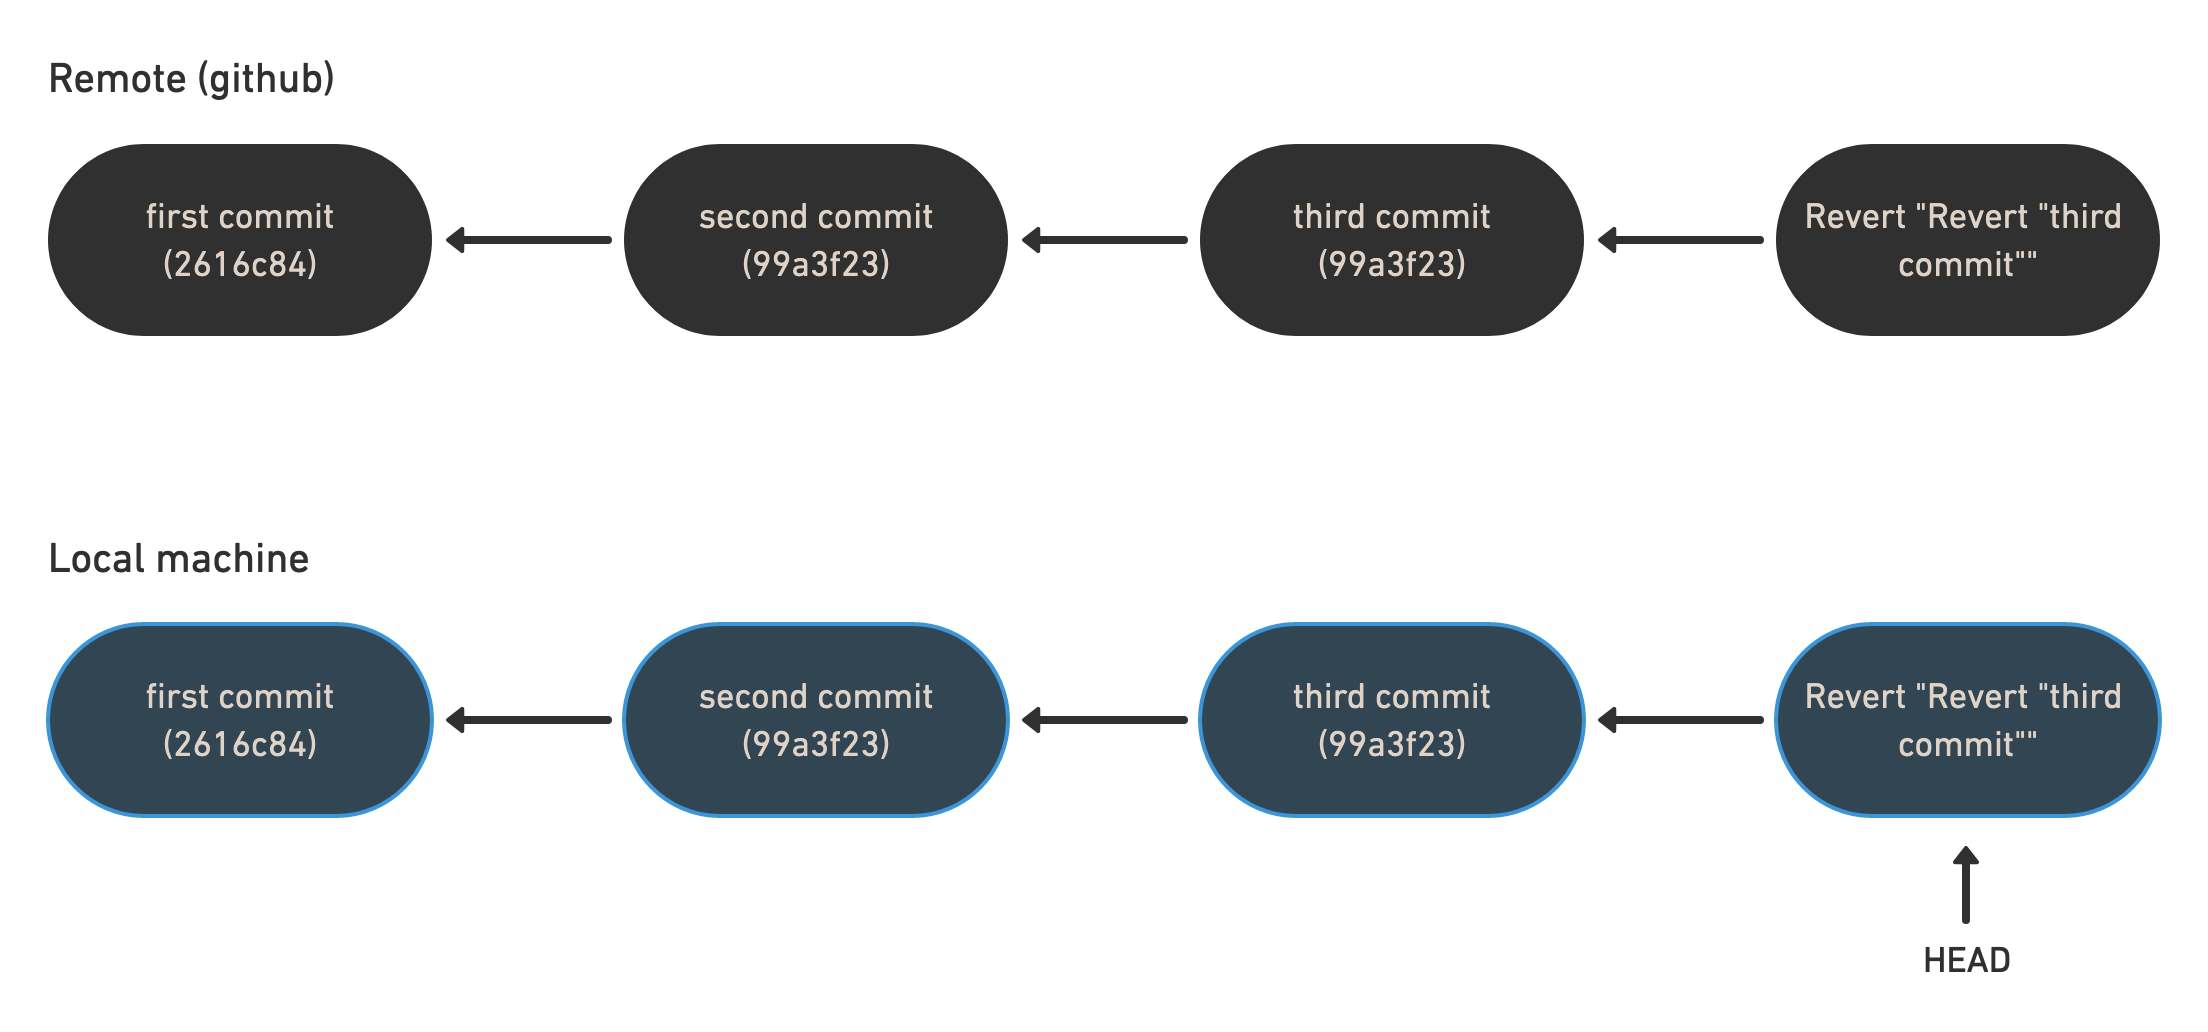 Remote (github)
first commit
(2616c84)
second commit
(99a3f23)
third commit
(99a3f23)
Revert "Revert "third
commit""
Local machine
first commit
(2616c84)
second commit
(99a3f23)
third commit
(99a3f23)
Revert "Revert "third
commit""
HEAD